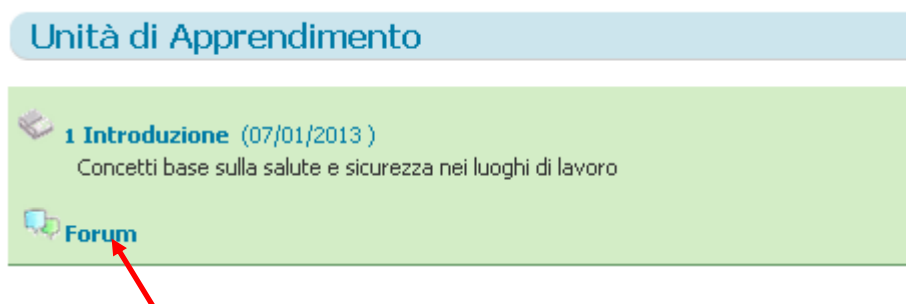 Unità di Apprendimento
1 Introduzione (07/01/2013 )
Concetti base sulla salute e sicurezza nei luoghi di lavoro
Forum